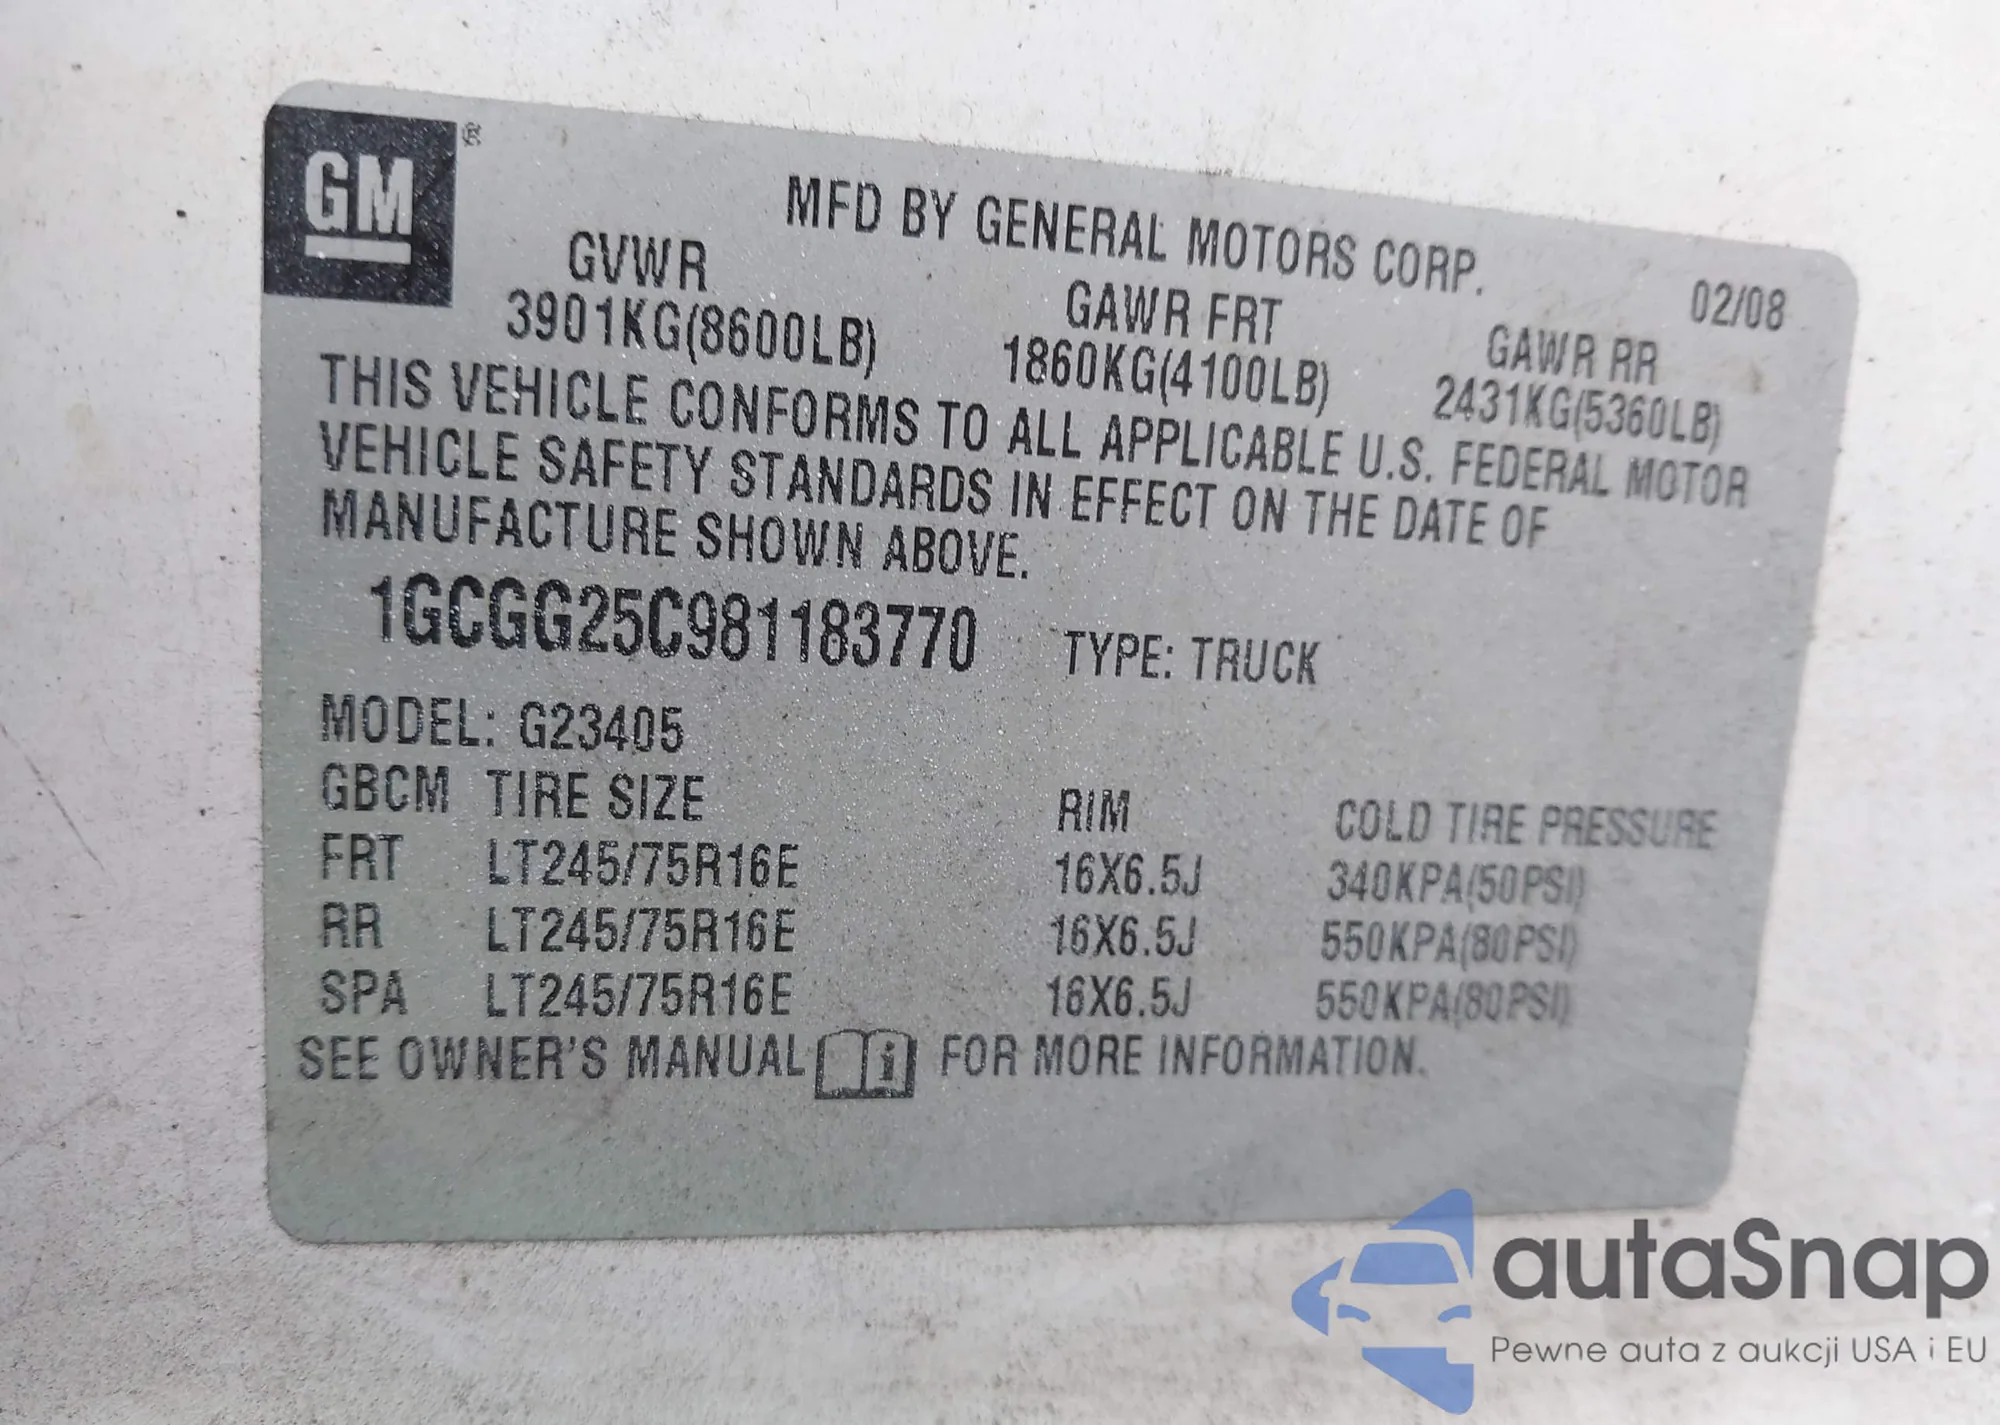 GM ®
MFD BY GENERAL MOTORS CORP.
02/08
GVWR GAWR FRT GAWR RR
3901KG(8600LB) 1860KG(4100LB) 2431KG(5360LB)
THIS VEHICLE CONFORMS TO ALL APPLICABLE U.S. FEDERAL MOTOR
VEHICLE SAFETY STANDARDS IN EFFECT ON THE DATE OF
MANUFACTURE SHOWN ABOVE.
1GCGG25C981183770 TYPE: TRUCK
MODEL: G23405
GBCM TIRE SIZE RIM COLD TIRE PRESSURE
FRT LT245/75R16E 16X6.5J 340KPA(50PSI)
RR LT245/75R16E 16X6.5J 550KPA(80PSI)
SPA LT245/75R16E 16X6.5J 550KPA(80PSI)
SEE OWNER'S MANUAL i FOR MORE INFORMATION.
autaSnap
Pewne auta z aukcji USA i EU